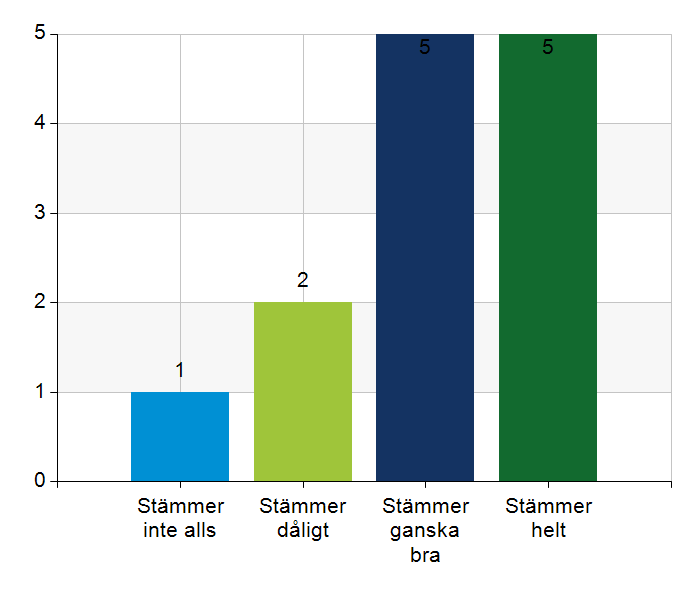 5
4
3
2
1
0
1
2
5
5
Stämmer
inte alls
Stämmer
dåligt
Stämmer
ganska
bra
Stämmer
helt